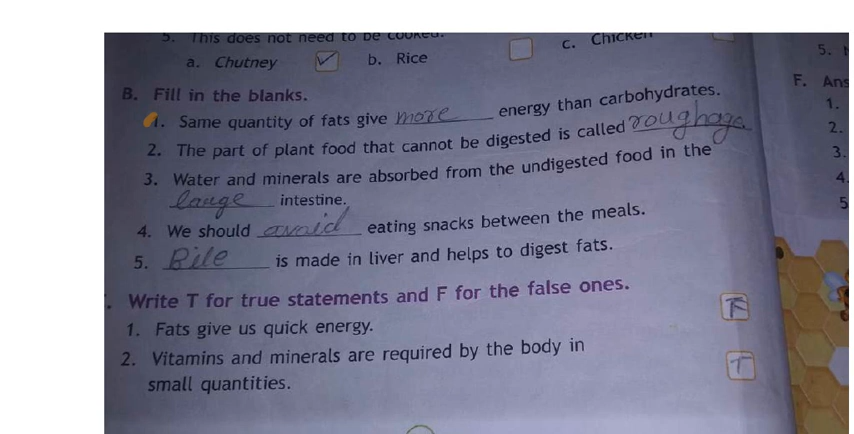 5. This does not need to be cooked.
a. Chutney ✓ b. Rice c. Chicken
B. Fill in the blanks.
1. Same quantity of fats give more energy than carbohydrates.
2. The part of plant food that cannot be digested is called roughage
3. Water and minerals are absorbed from the undigested food in the
large intestine.
4. We should avoid eating snacks between the meals.
5. Bile is made in liver and helps to digest fats.
Write T for true statements and F for the false ones.
1. Fats give us quick energy. F
2. Vitamins and minerals are required by the body in T
small quantities.
5.
F. Ans
1.
2.
3.
4.
5